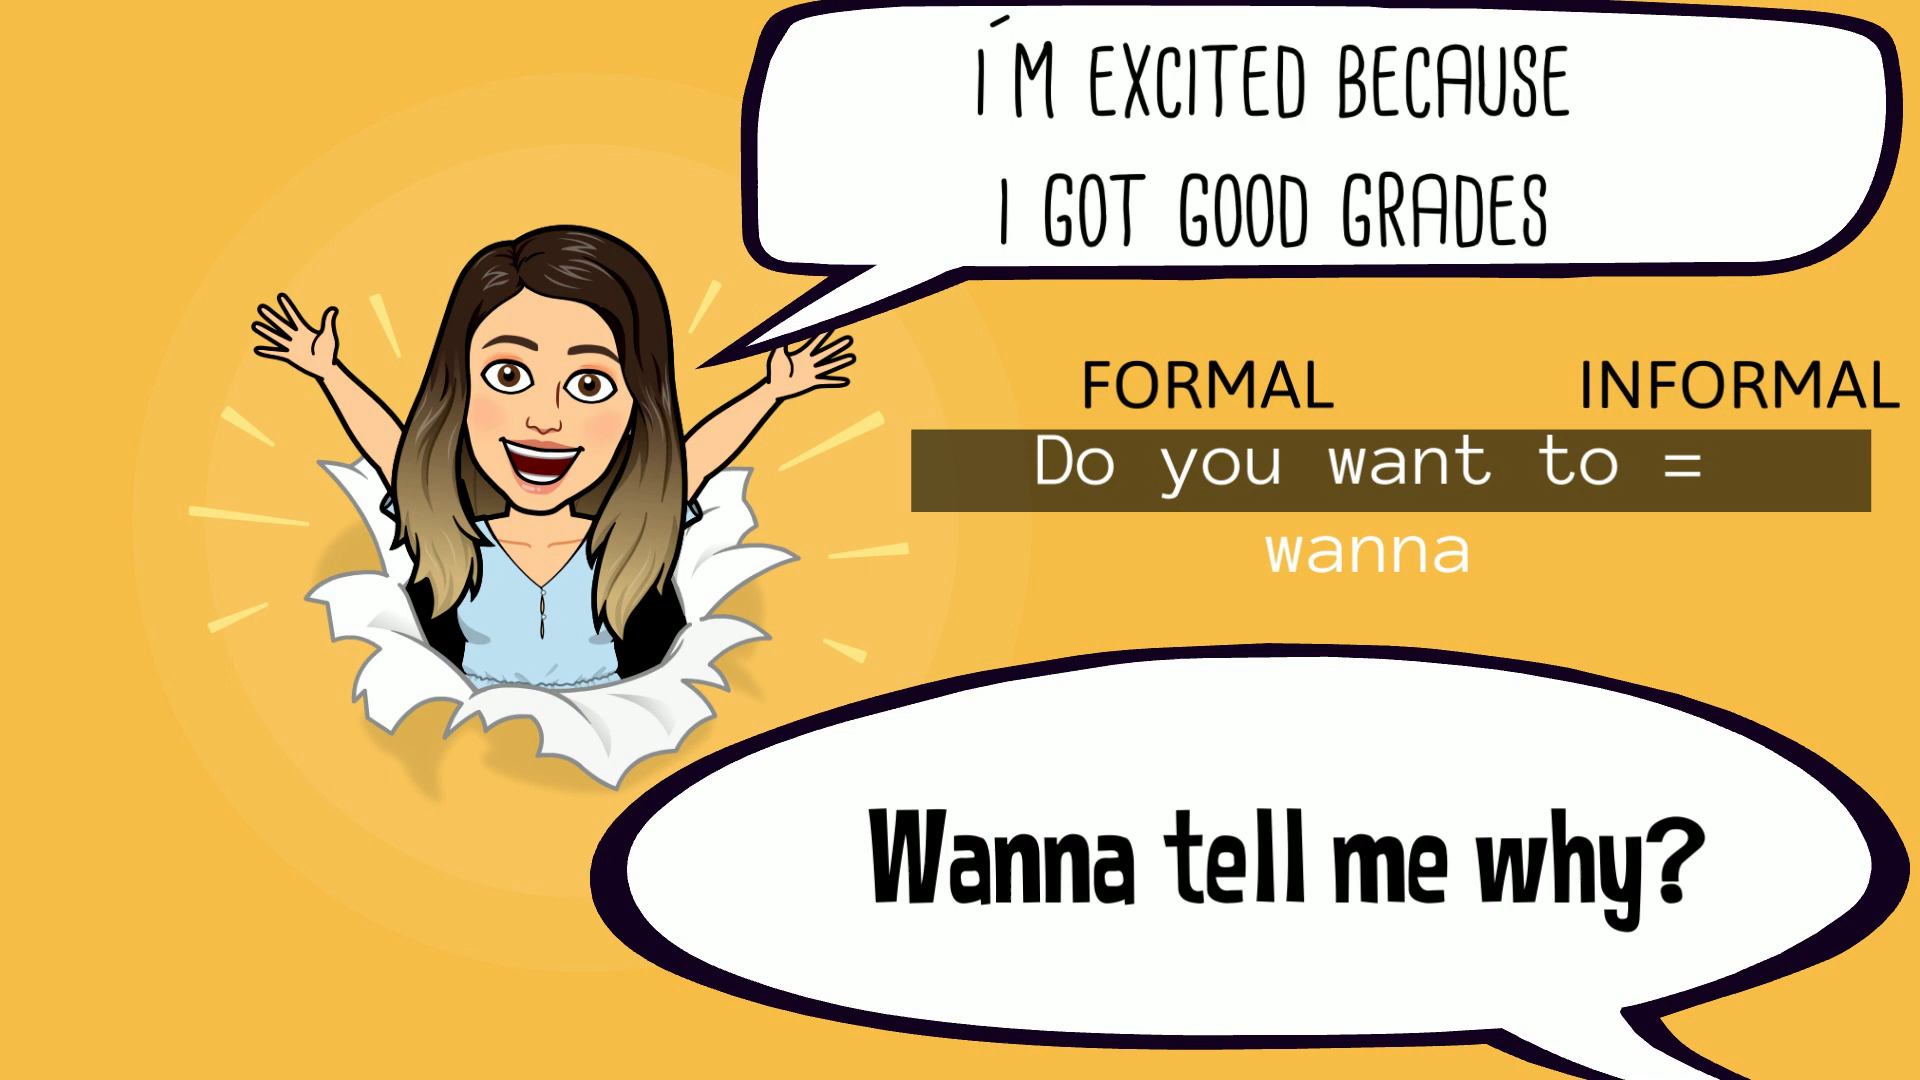 I´M EXCITED BECAUSE
I GOT GOOD GRADES
FORMAL INFORMAL
Do you want to =
wanna
Wanna tell me why?